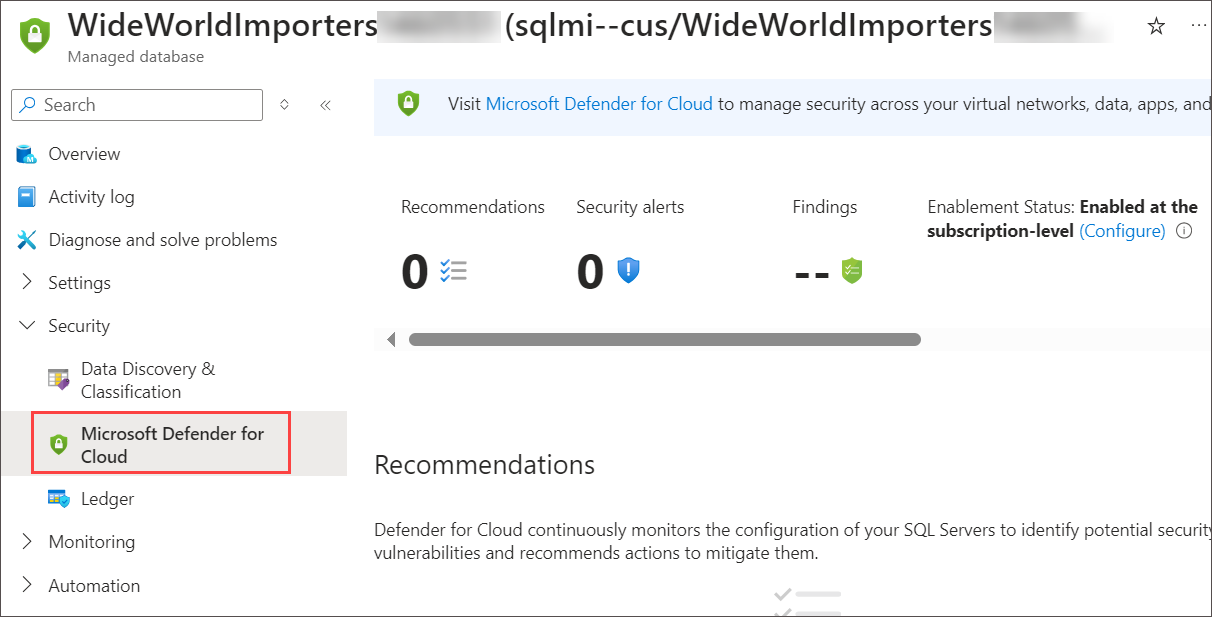 WideWorldImporters (sqlmi--cus/WideWorldImporters
Managed database
Search
Overview
Activity log
Diagnose and solve problems
Settings
Security
Data Discovery &
Classification
Microsoft Defender for
Cloud
Ledger
Monitoring
Automation
Visit Microsoft Defender for Cloud to manage security across your virtual networks, data, apps, and
Recommendations
0
Security alerts
0
Findings
--
Enablement Status: Enabled at the
subscription-level (Configure)
Recommendations
Defender for Cloud continuously monitors the configuration of your SQL Servers to identify potential security
vulnerabilities and recommends actions to mitigate them.